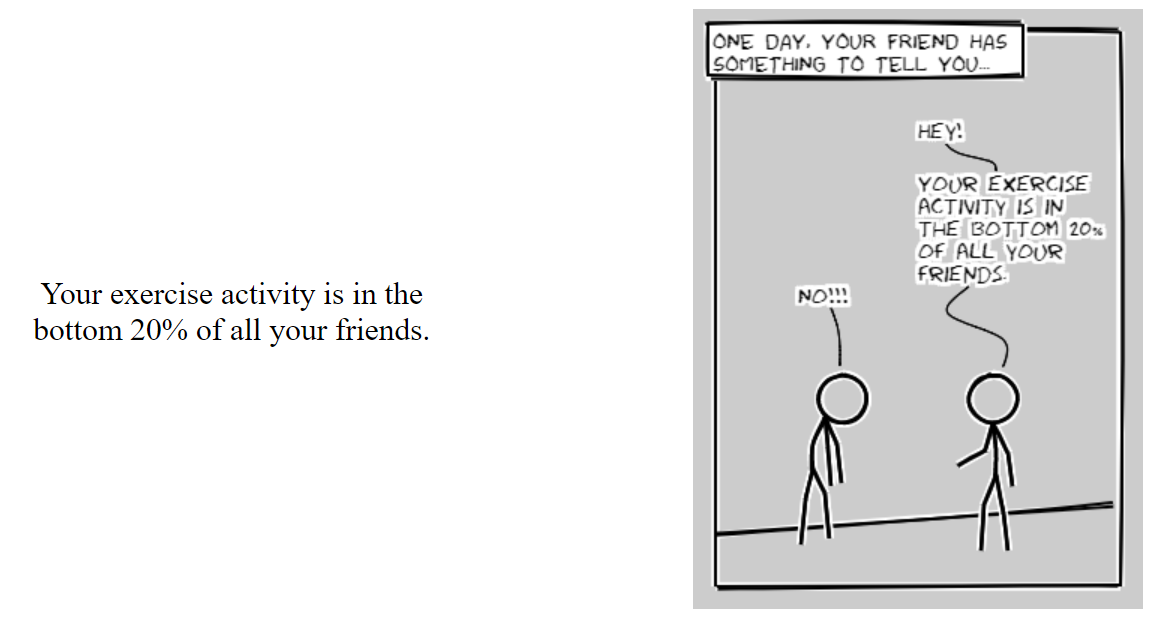 Your exercise activity is in the
bottom 20% of all your friends.
ONE DAY, YOUR FRIEND HAS
SOMETHING TO TELL YOU...
HEY!
YOUR EXERCISE
ACTIVITY IS IN
THE BOTTOM 20%
OF ALL YOUR
FRIENDS.
NO!!!